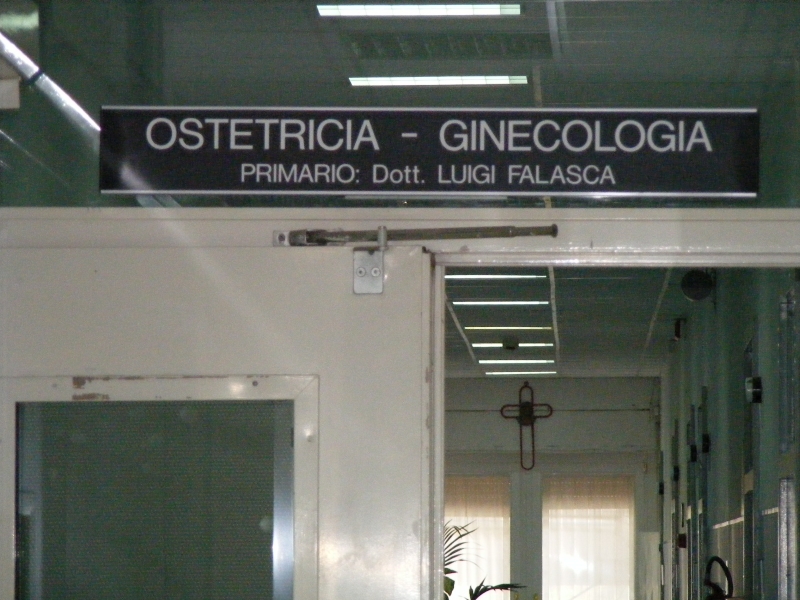 OSTETRICIA - GINECOLOGIA
PRIMARIO: Dott. LUIGI FALASCA